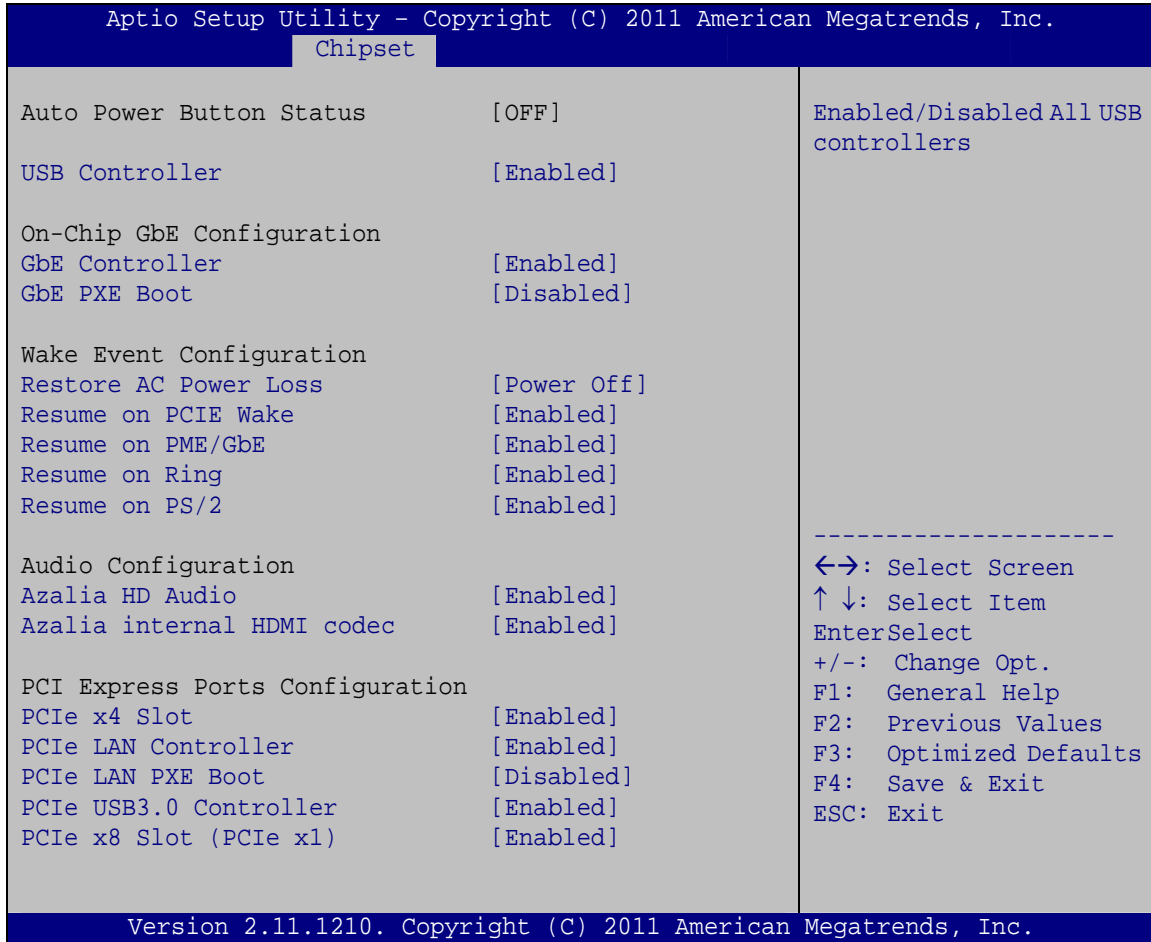 Aptio Setup Utility – Copyright (C) 2011 American Megatrends, Inc.
Chipset
Auto Power Button Status [OFF]
USB Controller [Enabled]
On-Chip GbE Configuration
GbE Controller [Enabled]
GbE PXE Boot [Disabled]
Wake Event Configuration
Restore AC Power Loss [Power Off]
Resume on PCIE Wake [Enabled]
Resume on PME/GbE [Enabled]
Resume on Ring [Enabled]
Resume on PS/2 [Enabled]
Audio Configuration
Azalia HD Audio [Enabled]
Azalia internal HDMI codec [Enabled]
PCI Express Ports Configuration
PCIe x4 Slot [Enabled]
PCIe LAN Controller [Enabled]
PCIe LAN PXE Boot [Disabled]
PCIe USB3.0 Controller [Enabled]
PCIe x8 Slot (PCIe x1) [Enabled]
Enabled/Disabled All USB
controllers
---------------------
←→: Select Screen
↑ ↓: Select Item
EnterSelect
+/-: Change Opt.
F1: General Help
F2: Previous Values
F3: Optimized Defaults
F4: Save & Exit
ESC: Exit
Version 2.11.1210. Copyright (C) 2011 American Megatrends, Inc.